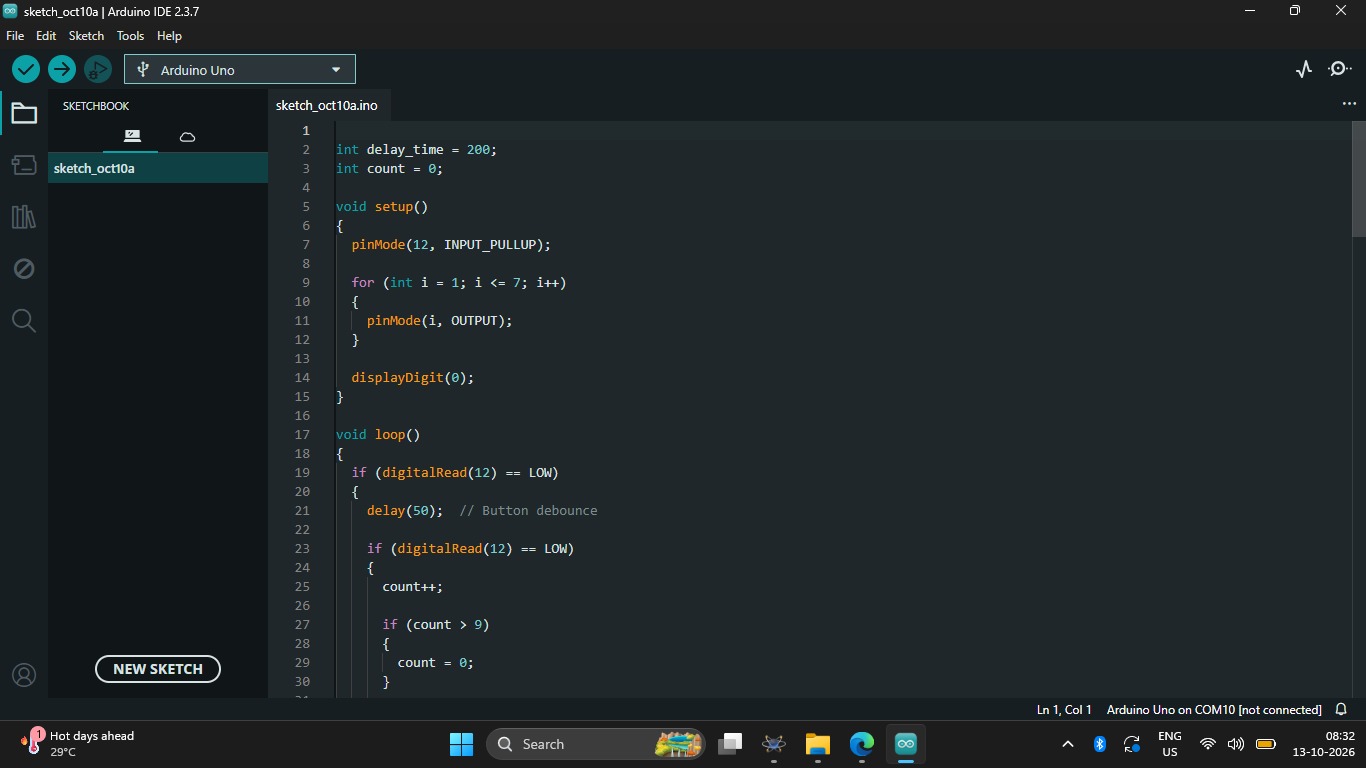 sketch_oct10a | Arduino IDE 2.3.7
File Edit Sketch Tools Help
Arduino Uno
SKETCHBOOK
sketch_oct10a
NEW SKETCH
sketch_oct10a.ino
1
2 int delay_time = 200;
3 int count = 0;
4
5 void setup()
6 {
7 pinMode(12, INPUT_PULLUP);
8
9 for (int i = 1; i <= 7; i++)
10 {
11 pinMode(i, OUTPUT);
12 }
13
14 displayDigit(0);
15 }
16
17 void loop()
18 {
19 if (digitalRead(12) == LOW)
20 {
21 delay(50); // Button debounce
22
23 if (digitalRead(12) == LOW)
24 {
25 count++;
26
27 if (count > 9)
28 {
29 count = 0;
30 }
Ln 1, Col 1 Arduino Uno on COM10 [not connected]
1
Hot days ahead
29°C
Search
ENG
US
08:32
13-10-2026